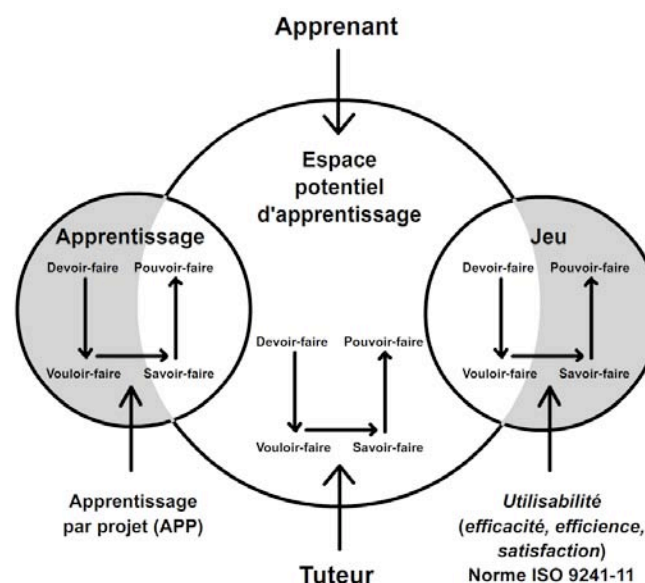 Apprenant
Espace
potentiel
d'apprentissage
Apprentissage
Devoir-faire Pouvoir-faire
Vouloir-faire Savoir-faire
Devoir-faire Pouvoir-faire
Vouloir-faire Savoir-faire
Jeu
Devoir-faire Pouvoir-faire
Vouloir-faire Savoir-faire
Apprentissage
par projet (APP)
Tuteur
Utilisabilité
(efficacité, efficience,
satisfaction)
Norme ISO 9241-11